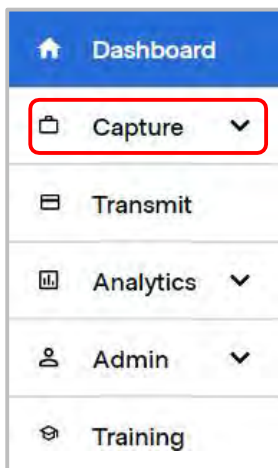 Dashboard
Capture
Transmit
Analytics
Admin
Training